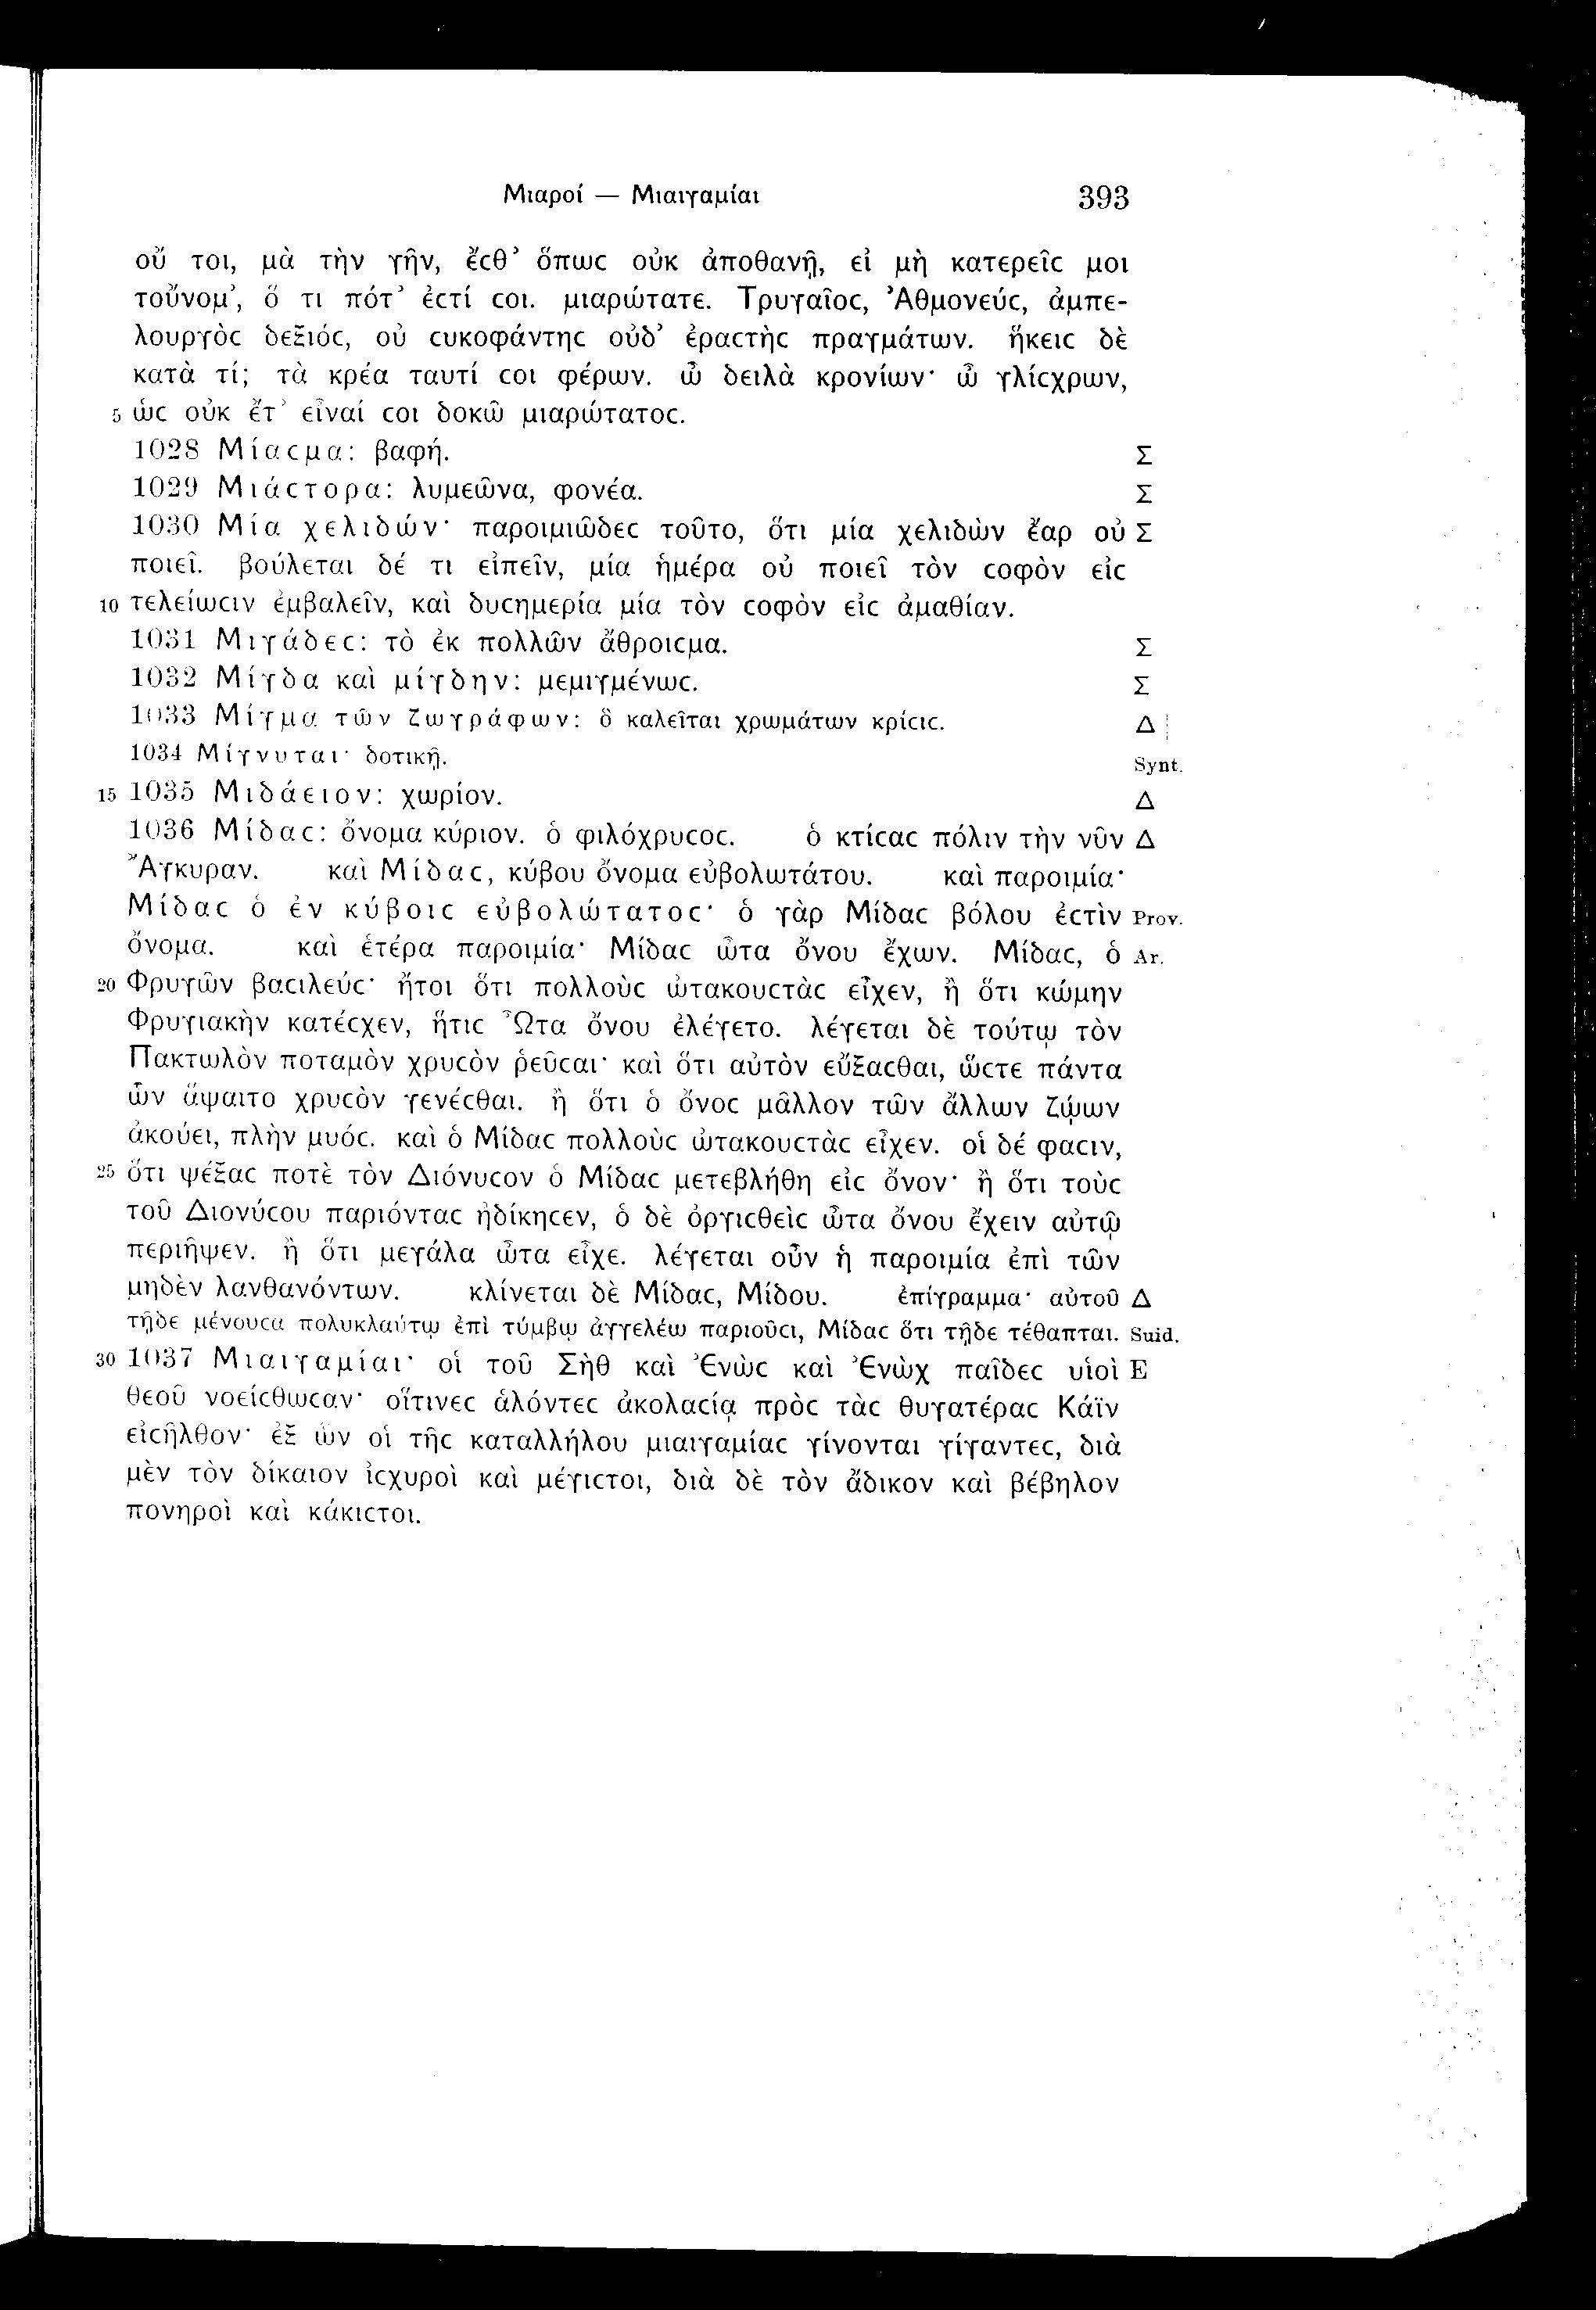 Μιαροί — Μιαιγαμίαι 393
οὔ τοι, μὰ τὴν γῆν, ἔϲθ’ ὅπωϲ οὐκ ἀποθανῇ, εἰ μὴ κατερεῖϲ μοι
τοὔνομ’, ὅ τι πότ’ ἐϲτί ϲοι. μιαρώτατε. Τρυγαῖοϲ, Ἀθμονεύϲ, ἀμπε-
λουργὸϲ δεξιόϲ, οὐ ϲυκοφάντηϲ οὐδ’ ἐραϲτὴϲ πραγμάτων. ἥκειϲ δὲ
κατὰ τί; τὰ κρέα ταυτί ϲοι φέρων. ὦ δειλὰ κρονίων· ὦ γλίϲχρων,
5 ὡϲ οὐκ ἔτ’ εἶναί ϲοι δοκῶ μιαρώτατοϲ.
1028 Μίαϲμα: βαφή. Σ
1029 Μιάϲτορα: λυμεῶνα, φονέα. Σ
1030 Μία χελιδών· παροιμιῶδεϲ τοῦτο, ὅτι μία χελιδὼν ἔαρ οὐ Σ
ποιεῖ. βούλεται δέ τι εἰπεῖν, μία ἡμέρα οὐ ποιεῖ τὸν ϲοφὸν εἰϲ
10 τελείωϲιν ἐμβαλεῖν, καὶ δυϲημερία μία τὸν ϲοφὸν εἰϲ ἀμαθίαν.
1031 Μιγάδεϲ: τὸ ἐκ πολλῶν ἄθροιϲμα. Σ
1032 Μίγδα καὶ μίγδην: μεμιγμένωϲ. Σ
1033 Μίγμα τῶν ζωγράφων: ὃ καλεῖται χρωμάτων κρίϲιϲ. Δ
1034 Μίγνυται· δοτικῇ. Synt.
15 1035 Μιδάειον: χωρίον. Δ
1036 Μίδαϲ: ὄνομα κύριον. ὁ φιλόχρυϲοϲ. ὁ κτίϲαϲ πόλιν τὴν νῦν Δ
Ἄγκυραν. καὶ Μίδαϲ, κύβου ὄνομα εὐβολωτάτου. καὶ παροιμία·
Μίδαϲ ὁ ἐν κύβοιϲ εὐβολώτατοϲ· ὁ γὰρ Μίδαϲ βόλου ἐϲτὶν Prov.
ὄνομα. καὶ ἑτέρα παροιμία· Μίδαϲ ὦτα ὄνου ἔχων. Μίδαϲ, ὁ Ar.
20 Φρυγῶν βαϲιλεύϲ· ἤτοι ὅτι πολλοὺϲ ὠτακουϲτὰϲ εἶχεν, ἢ ὅτι κώμην
Φρυγιακὴν κατέϲχεν, ἥτιϲ Ὦτα ὄνου ἐλέγετο. λέγεται δὲ τούτῳ τὸν
Πακτωλὸν ποταμὸν χρυϲὸν ῥεῦϲαι· καὶ ὅτι αὐτὸν εὔξαϲθαι, ὥϲτε πάντα
ὧν ἅψαιτο χρυϲὸν γενέϲθαι. ἢ ὅτι ὁ ὄνοϲ μᾶλλον τῶν ἄλλων ζῴων
ἀκούει, πλὴν μυόϲ. καὶ ὁ Μίδαϲ πολλοὺϲ ὠτακουϲτὰϲ εἶχεν. οἱ δέ φαϲιν,
25 ὅτι ψέξαϲ ποτὲ τὸν Διόνυϲον ὁ Μίδαϲ μετεβλήθη εἰϲ ὄνον· ἢ ὅτι τοὺϲ
τοῦ Διονύϲου παριόνταϲ ἠδίκηϲεν, ὁ δὲ ὀργιϲθεὶϲ ὦτα ὄνου ἔχειν αὐτῷ
περιῆψεν. ἢ ὅτι μεγάλα ὦτα εἶχε. λέγεται οὖν ἡ παροιμία ἐπὶ τῶν
μηδὲν λανθανόντων. κλίνεται δὲ Μίδαϲ, Μίδου. ἐπίγραμμα· αὐτοῦ Δ
τῇδε μένουϲα πολυκλαύτῳ ἐπὶ τύμβῳ ἀγγελέω παριοῦϲι, Μίδαϲ ὅτι τῇδε τέθαπται. Suid.
30 1037 Μιαιγαμίαι· οἱ τοῦ Σὴθ καὶ Ἐνὼϲ καὶ Ἐνὼχ παῖδεϲ υἱοὶ E
θεοῦ νοείϲθωϲαν· οἵτινεϲ ἁλόντεϲ ἀκολαϲίᾳ πρὸϲ τὰϲ θυγατέραϲ Κάϊν
εἰϲῆλθον· ἐξ ὧν οἱ τῆϲ καταλλήλου μιαιγαμίαϲ γίνονται γίγαντεϲ, διὰ
μὲν τὸν δίκαιον ἰϲχυροὶ καὶ μέγιϲτοι, διὰ δὲ τὸν ἄδικον καὶ βέβηλον
πονηροὶ καὶ κάκιϲτοι.